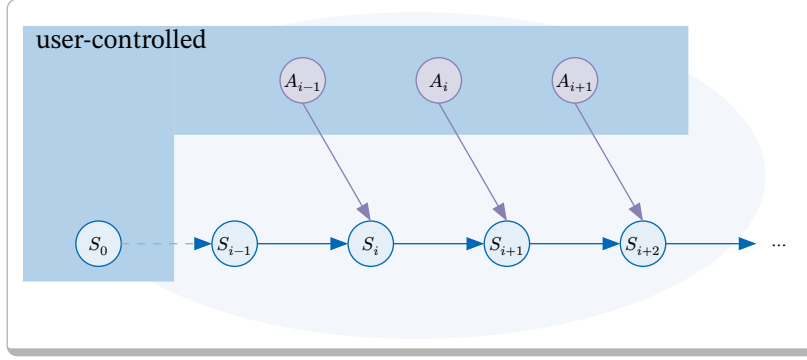 user-controlled
A_{i−1} A_i A_{i+1}
S_0 S_{i−1} S_i S_{i+1} S_{i+2} ...